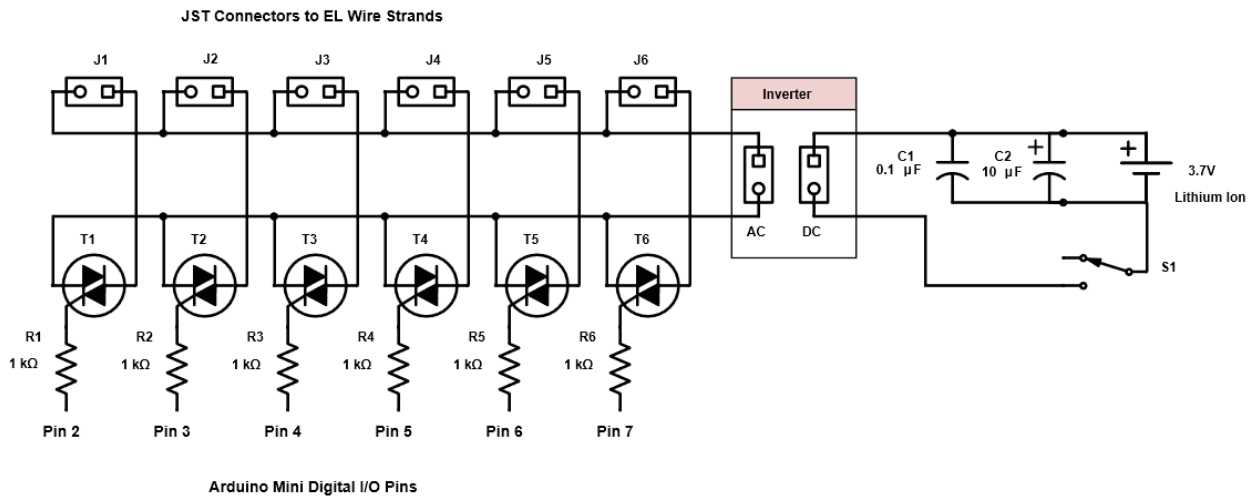 JST Connectors to EL Wire Strands
J1
J2
J3
J4
J5
J6
Inverter
C1
0.1 µF
C2
10 µF
+
+
3.7V
Lithium Ion
AC
DC
S1
T1
T2
T3
T4
T5
T6
R1
1 kΩ
R2
1 kΩ
R3
1 kΩ
R4
1 kΩ
R5
1 kΩ
R6
1 kΩ
Pin 2
Pin 3
Pin 4
Pin 5
Pin 6
Pin 7
Arduino Mini Digital I/O Pins